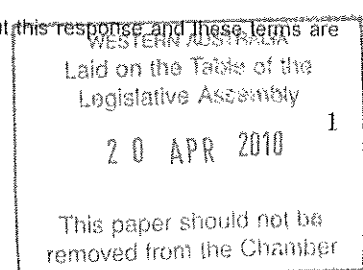 t this response and these terms are
WESTERN AUSTRALIA
Laid on the Table of the
Legislative Assembly
1
20 APR 2010
This paper should not be
removed from the Chamber